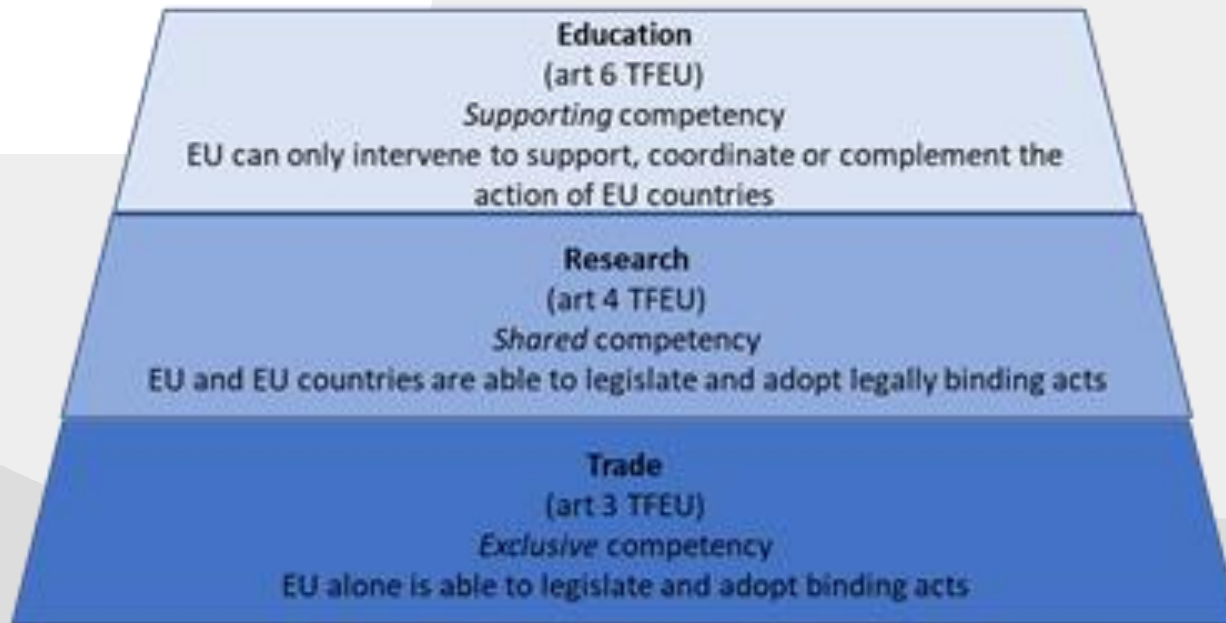 Education
(art 6 TFEU)
Supporting competency
EU can only intervene to support, coordinate or complement the
action of EU countries
Research
(art 4 TFEU)
Shared competency
EU and EU countries are able to legislate and adopt legally binding acts
Trade
(art 3 TFEU)
Exclusive competency
EU alone is able to legislate and adopt binding acts